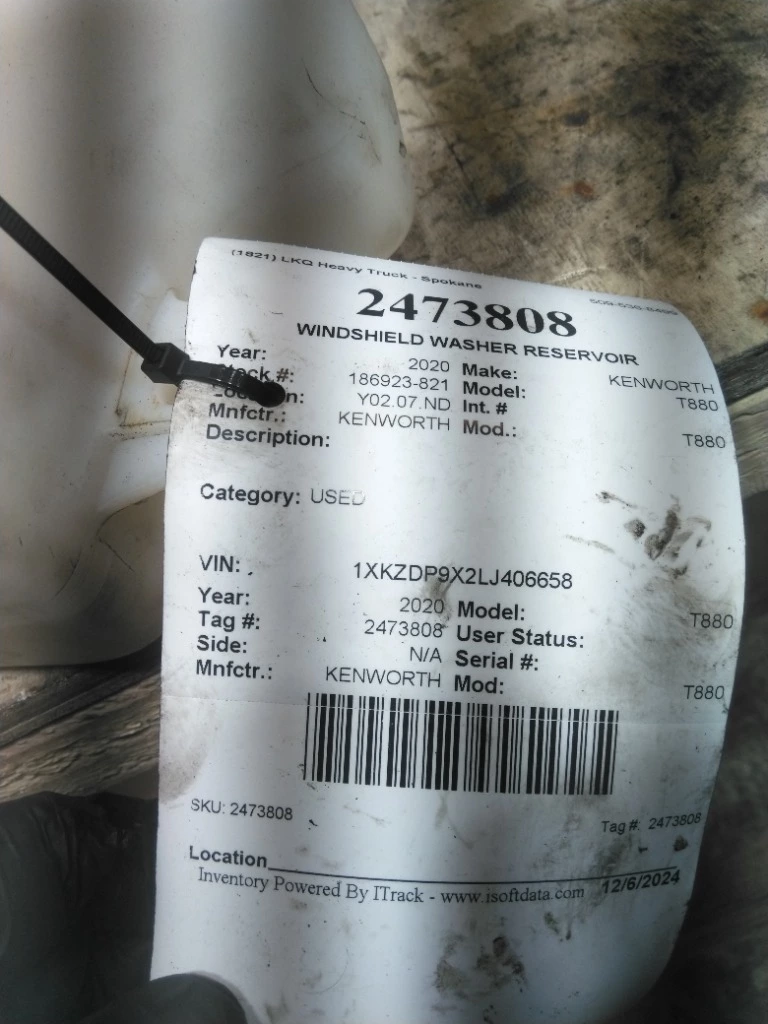 (1821) LKQ Heavy Truck - Spokane
2473808
WINDSHIELD WASHER RESERVOIR
Year: 2020 Make: KENWORTH
#: 186923-821 Model: T880
Y02.07.ND Int. #
Mnfctr.: KENWORTH Mod.: T880
Description:
Category: USED
VIN: 1XKZDP9X2LJ406658
Year: 2020 Model: T880
Tag #: 2473808 User Status:
Side: N/A Serial #:
Mnfctr.: KENWORTH Mod: T880
SKU: 2473808 Tag #: 2473808
Location
Inventory Powered By ITrack - www.isoftdata.com 12/6/2024